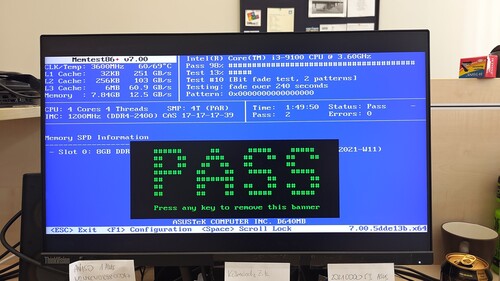 Memtest86+ v7.00 Intel(R) Core(TM) i3-9100 CPU @ 3.60GHz
CLK/Temp: 3600MHz 60/69°C Pass 98%
L1 Cache: 32KB 251 GB/s Test 13%
L2 Cache: 256KB 103 GB/s Test #10 [Bit fade test, 2 patterns]
L3 Cache: 6MB 60.9 GB/s Testing: fade over 240 seconds
Memory : 7.84GB 12.5 GB/s Pattern: 0x0000000000000000
CPU: 4 Cores 4 Threads SMP: 4T (PAR) Time: 1:49:50 Status: Pass
IMC: 1200MHz (DDR4-2400) CAS 17-17-17-39 Pass: 2 Errors: 0
Memory SPD Information
- Slot 0: 8GB DDR 2021-W11)
PASS
Press any key to remove this banner
ASUSTeK COMPUTER INC. D640MB
<ESC> Exit <F1> Configuration <Space> Scroll Lock 7.00.5dde13b.x64
ThinkVision